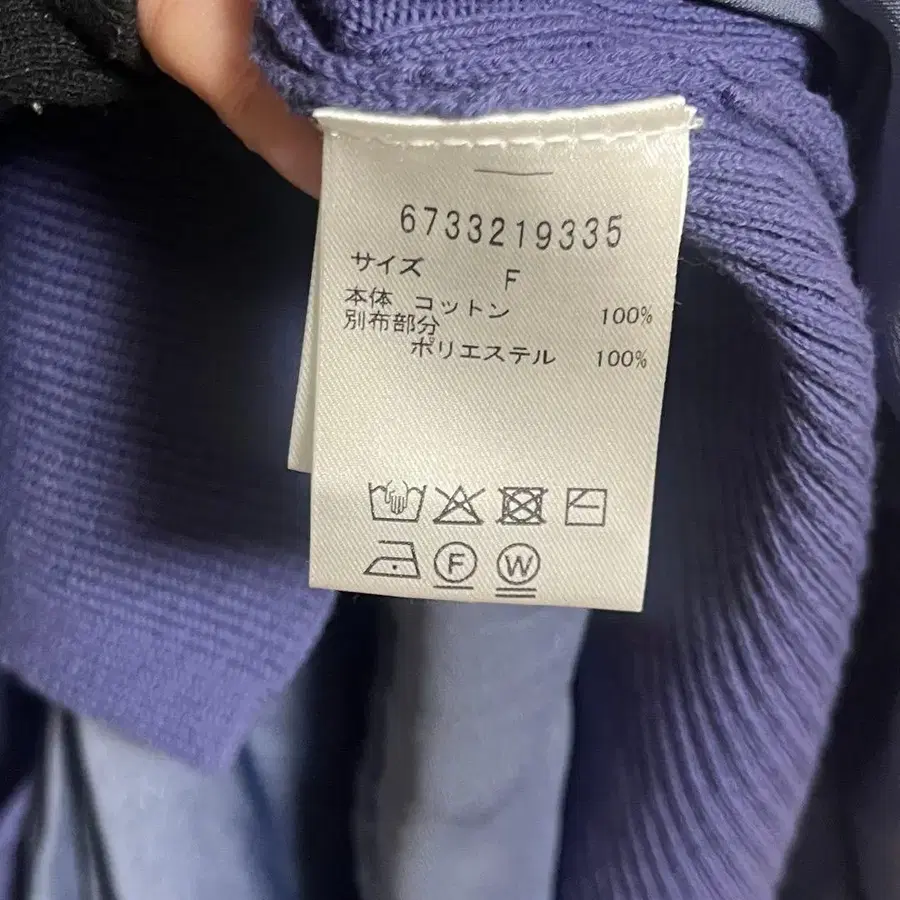 6733219335
サイズ F
本体 コットン 100%
別布部分
ポリエステル 100%
F W